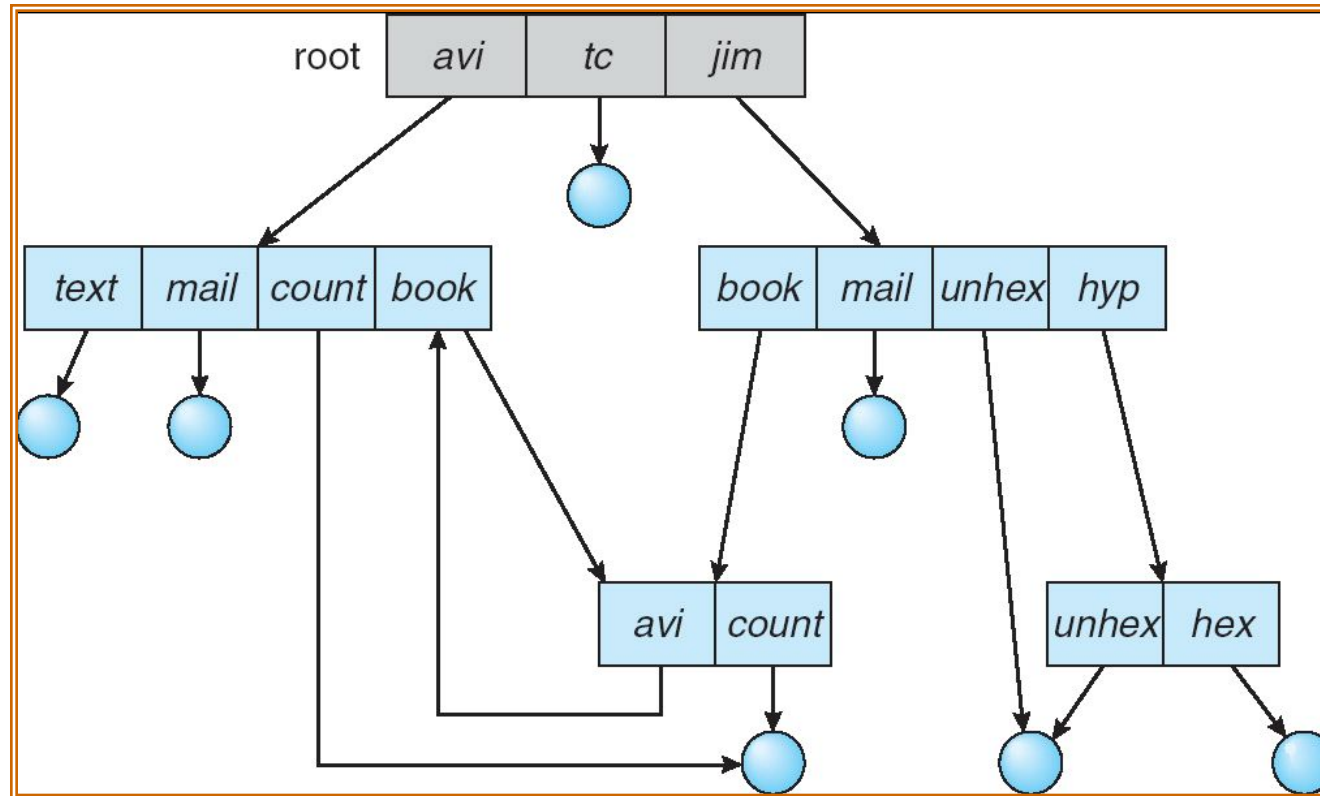 root avi tc jim
text mail count book book mail unhex hyp
avi count unhex hex